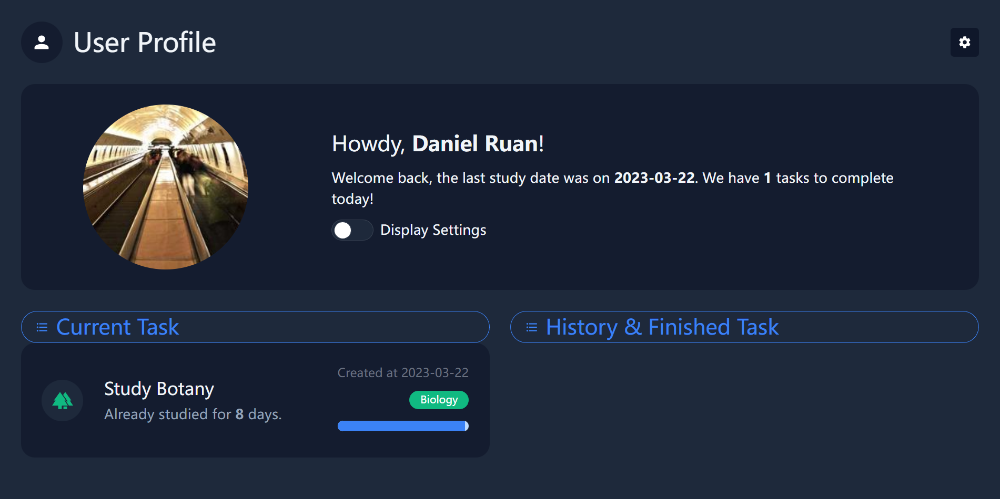 User Profile
Howdy, Daniel Ruan!
Welcome back, the last study date was on 2023-03-22. We have 1 tasks to complete
today!
Display Settings
Current Task
Study Botany
Already studied for 8 days.
Created at 2023-03-22
Biology
History & Finished Task